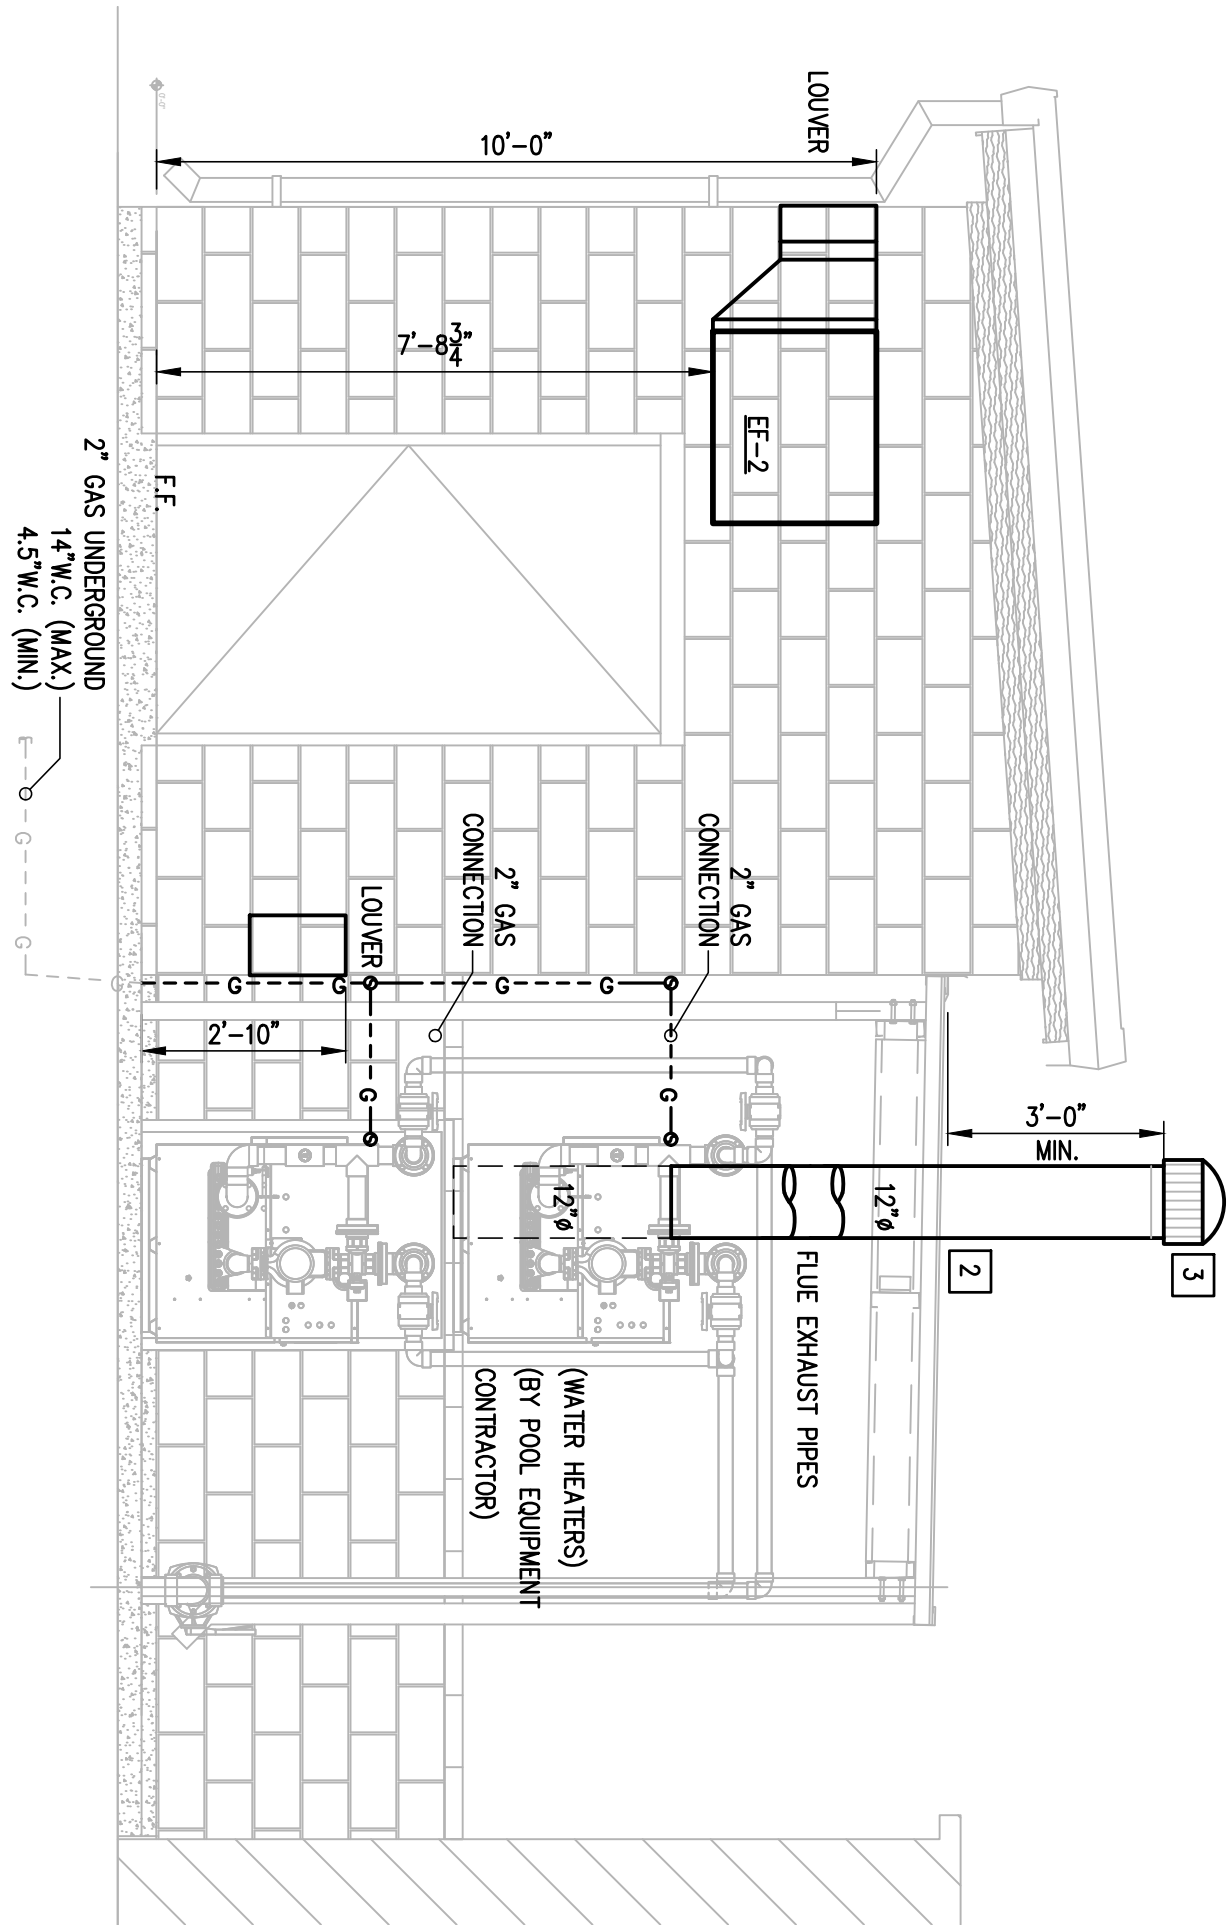 3
3'-0"
MIN.
2
12"ø
FLUE EXHAUST PIPES
LOUVER
10'-0"
7'-8 3/4"
EF-2
2" GAS
CONNECTION
2" GAS
CONNECTION
12"ø
(WATER HEATERS)
(BY POOL EQUIPMENT
CONTRACTOR)
LOUVER
2'-10"
G
G
G
G
G
G
F.F.
2" GAS UNDERGROUND
14"W.C. (MAX.)
4.5"W.C. (MIN.)
G
G
G